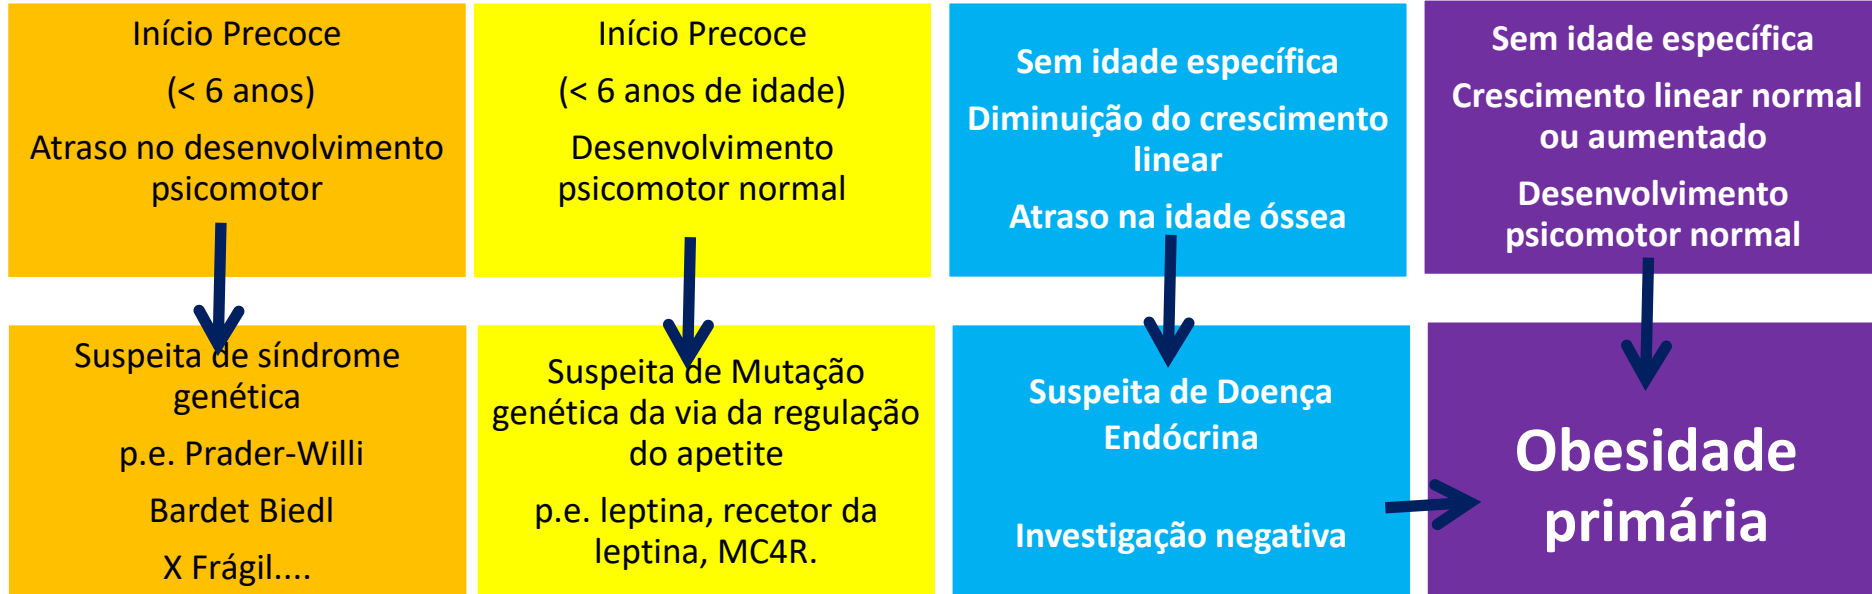 Início Precoce
(< 6 anos)
Atraso no desenvolvimento
psicomotor
Início Precoce
(< 6 anos de idade)
Desenvolvimento
psicomotor normal
Sem idade específica
Diminuição do crescimento
linear
Atraso na idade óssea
Sem idade específica
Crescimento linear normal
ou aumentado
Desenvolvimento
psicomotor normal
Suspeita de síndrome
genética
p.e. Prader-Willi
Bardet Biedl
X Frágil....
Suspeita de Mutação
genética da via da regulação
do apetite
p.e. leptina, recetor da
leptina, MC4R.
Suspeita de Doença
Endócrina
Investigação negativa
Obesidade
primária